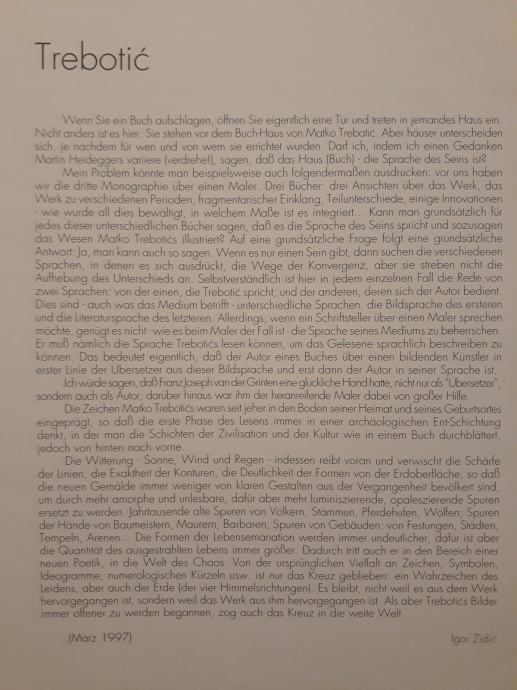 Trebotić
Wenn Sie ein Buch aufschlagen, öffnen Sie eigentlich eine Tür und treten in jemandes Haus ein.
Nicht anders ist es hier: Sie stehen vor dem Buch-Haus von Matko Trebotić. Aber häuser unterscheiden
sich, je nachdem für wen und von wem sie errichtet wurden. Darf ich, indem ich einen Gedanken
Martin Heideggers variiere (verdrehe!), sagen, daß das Haus (Buch) - die Sprache des Seins ist?
Mein Problem könnte man beispielsweise auch folgendermaßen ausdrucken: vor uns haben
wir die dritte Monographie über einen Maler. Drei Bücher: drei Ansichten über das Werk, das
Werk zu verschiedenen Perioden, fragmentarischer Einklang, Teilunterschiede, einige Innovationen
- wie wurde all dies bewältigt, in welchem Maße ist es integriert... Kann man grundsätzlich für
jedes dieser unterschiedlichen Bücher sagen, daß es die Sprache des Seins spricht und sozusagen
das Wesen Matko Trebotićs illustriert? Auf eine grundsätzliche Frage folgt eine grundsätzliche
Antwort: Ja, man kann auch so sagen. Wenn es nur einen Sein gibt, dann suchen die verschiedenen
Sprachen, in denen es sich ausdrückt, die Wege der Konvergenz, aber sie streben nicht die
Aufhebung des Unterschieds an. Selbstverständlich ist hier in jedem einzelnen Fall die Rede von
zwei Sprachen: von der einen, die Trebotić spricht, und der anderen, deren sich der Autor bedient.
Dies sind - auch was das Medium betrifft - unterschiedliche Sprachen: die Bildsprache des ersteren
und die Literatursprache des letzteren. Allerdings, wenn ein Schriftsteller über einen Maler sprechen
möchte, genügt es nicht - wie es beim Maler der Fall ist - die Sprache seines Mediums zu beherrschen.
Er muß nämlich die Sprache Trebotićs lesen können, um das Gelesene sprachlich beschreiben zu
können. Das bedeutet eigentlich, daß der Autor eines Buches über einen bildenden Künstler in
erster Linie der Übersetzer aus dieser Bildsprache und erst dann der Autor in seiner Sprache ist.
Ich würde sagen, daß Franz Joseph van der Grinten eine glückliche Hand hatte, nicht nur als "Übersetzer",
sondern auch als Autor; darüber hinaus war ihm der heranreifende Maler dabei von großer Hilfe.
Die Zeichen Matko Trebotićs waren seit jeher in den Boden seiner Heimat und seines Geburtsortes
eingeprägt, so daß die erste Phase des Lesens immer in einer archäologischen Ent-Schichtung
denkt, in der man die Schichten der Zivilisation und der Kultur wie in einem Buch durchblättert,
jedoch von hinten nach vorne.
Die Witterung - Sonne, Wind und Regen - indessen reibt voran und verwischt die Schärfe
der Linien, die Exaktheit der Konturen, die Deutlichkeit der Formen von der Erdoberfläche, so daß
die neuen Gemälde immer weniger von klaren Gestalten aus der Vergangenheit bevölkert sind,
um durch mehr amorphe und unlesbare, dafür aber mehr luminiszierende, opaleszierende Spuren
ersetzt zu werden. Jahrtausende alte Spuren von Völkern, Stämmen, Pferdehufen, Wölfen; Spuren
der Hände von Baumeistern, Maurern, Barbaren; Spuren von Gebäuden: von Festungen, Städten,
Tempeln, Arenen... Die Formen der Lebensemanation werden immer undeutlicher, dafür ist aber
die Quantität des ausgestrahlten Lebens immer größer. Dadurch tritt auch er in den Bereich einer
neuen Poetik, in die Welt des Chaos. Von der ursprünglichen Vielfalt an Zeichen, Symbolen,
Ideogramme, numerologischen Kürzeln usw. ist nur das Kreuz geblieben: ein Wahrzeichen des
Leidens, aber auch der Erde (der vier Himmelsrichtungen). Es bleibt, nicht weil es aus dem Werk
hervorgegangen ist, sondern weil das Werk aus ihm hervorgegangen ist. Als aber Trebotićs Bilder
immer offener zu werden begannen, zog auch das Kreuz in die weite Welt.
(März 1997)
Igor Zidić